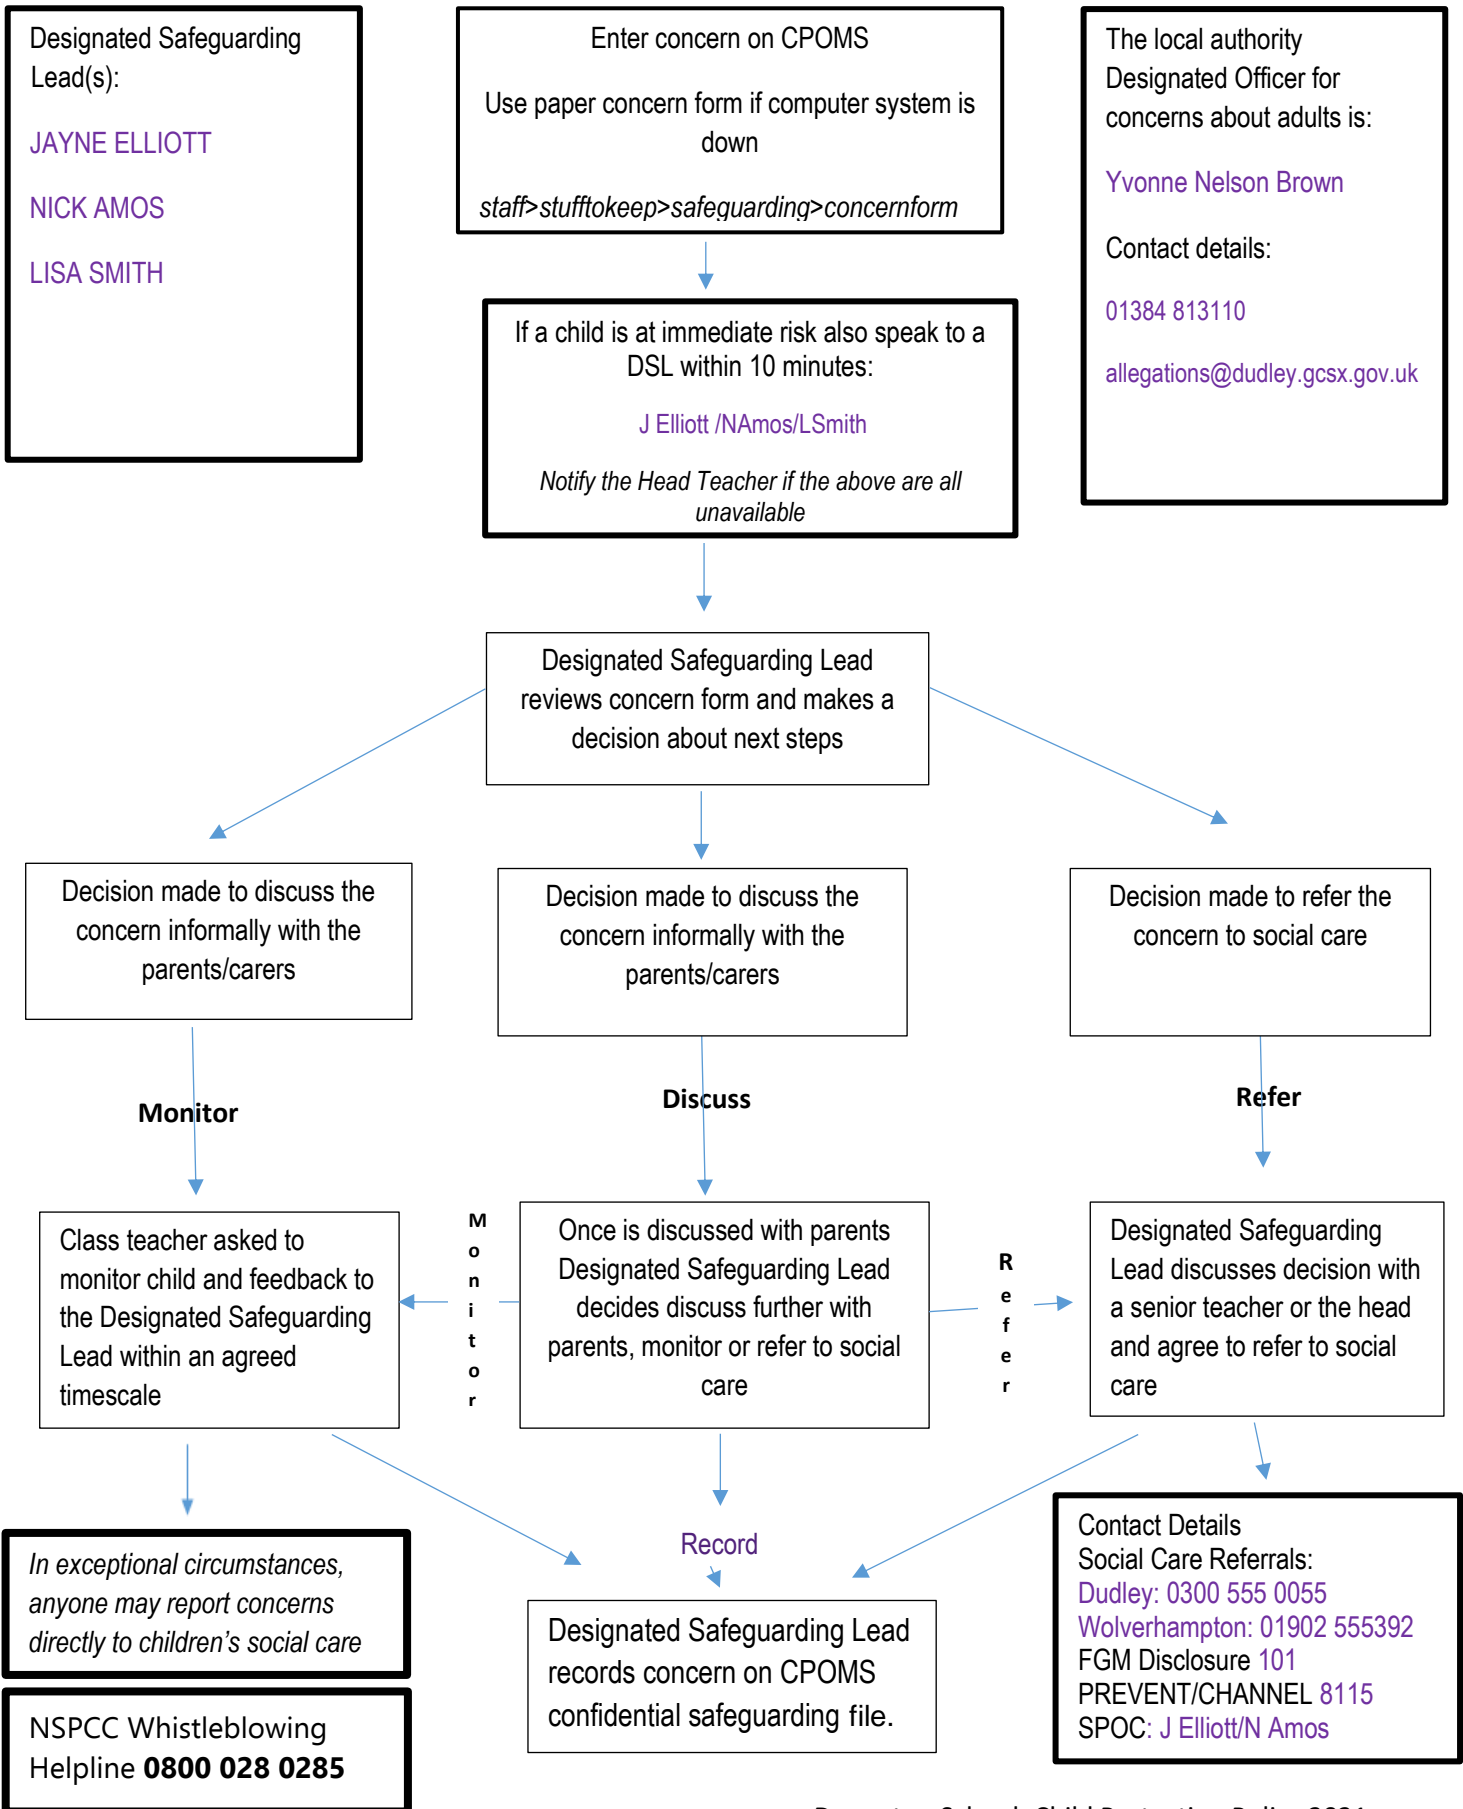 Designated Safeguarding
Lead(s):
JAYNE ELLIOTT
NICK AMOS
LISA SMITH
Enter concern on CPOMS
Use paper concern form if computer system is
down
staff>stufftokeep>safeguarding>concernform
The local authority
Designated Officer for
concerns about adults is:
Yvonne Nelson Brown
Contact details:
01384 813110
allegations@dudley.gcsx.gov.uk
If a child is at immediate risk also speak to a
DSL within 10 minutes:
J Elliott /NAmos/LSmith
Notify the Head Teacher if the above are all
unavailable
Designated Safeguarding Lead
reviews concern form and makes a
decision about next steps
Decision made to discuss the
concern informally with the
parents/carers
Decision made to discuss the
concern informally with the
parents/carers
Decision made to refer the
concern to social care
Monitor
Discuss
Refer
Class teacher asked to
monitor child and feedback to
the Designated Safeguarding
Lead within an agreed
timescale
Monitor
Once is discussed with parents
Designated Safeguarding Lead
decides discuss further with
parents, monitor or refer to social
care
Refer
Designated Safeguarding
Lead discusses decision with
a senior teacher or the head
and agree to refer to social
care
In exceptional circumstances,
anyone may report concerns
directly to children's social care
NSPCC Whistleblowing
Helpline 0800 028 0285
Record
Designated Safeguarding Lead
records concern on CPOMS
confidential safeguarding file.
Contact Details
Social Care Referrals:
Dudley: 0300 555 0055
Wolverhampton: 01902 555392
FGM Disclosure 101
PREVENT/CHANNEL 8115
SPOC: J Elliott/N Amos
School Child Protection Policy 2021